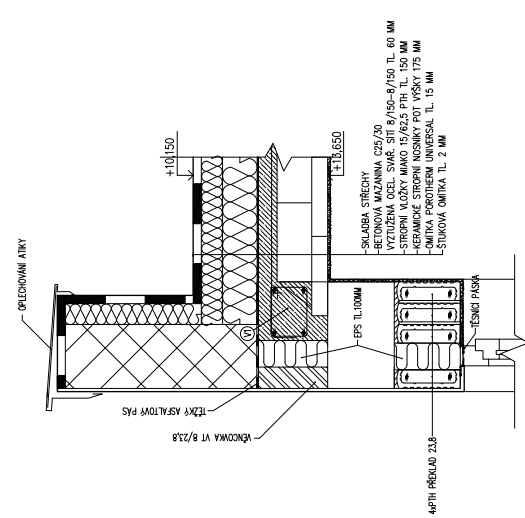 OPLECHOVÁNÍ ATIKY
+10,150
+13,650
-SKLADBA STŘECHY
-BETONOVÁ MAZANINA C25/30
VYZTUŽENÁ OCEL. SVAŘ. SÍTÍ 8/150-8/150 TL. 60 MM
-STROPNÍ VLOŽKY MIAKO 15/62,5 PTH TL. 150 MM
-KERAMICKÉ STROPNÍ NOSNÍKY POT VÝŠKY 175 MM
-OMÍTKA POROTHERM UNIVERSAL TL. 15 MM
-ŠTUKOVÁ OMÍTKA TL. 2 MM
V1
EPS TL.100MM
TĚŽKÝ ASFALTOVÝ PÁS
VĚNCOVKA VT 8/23,8
TĚSNÍCÍ PÁSKA
4xPTH PŘEKLAD 23,8